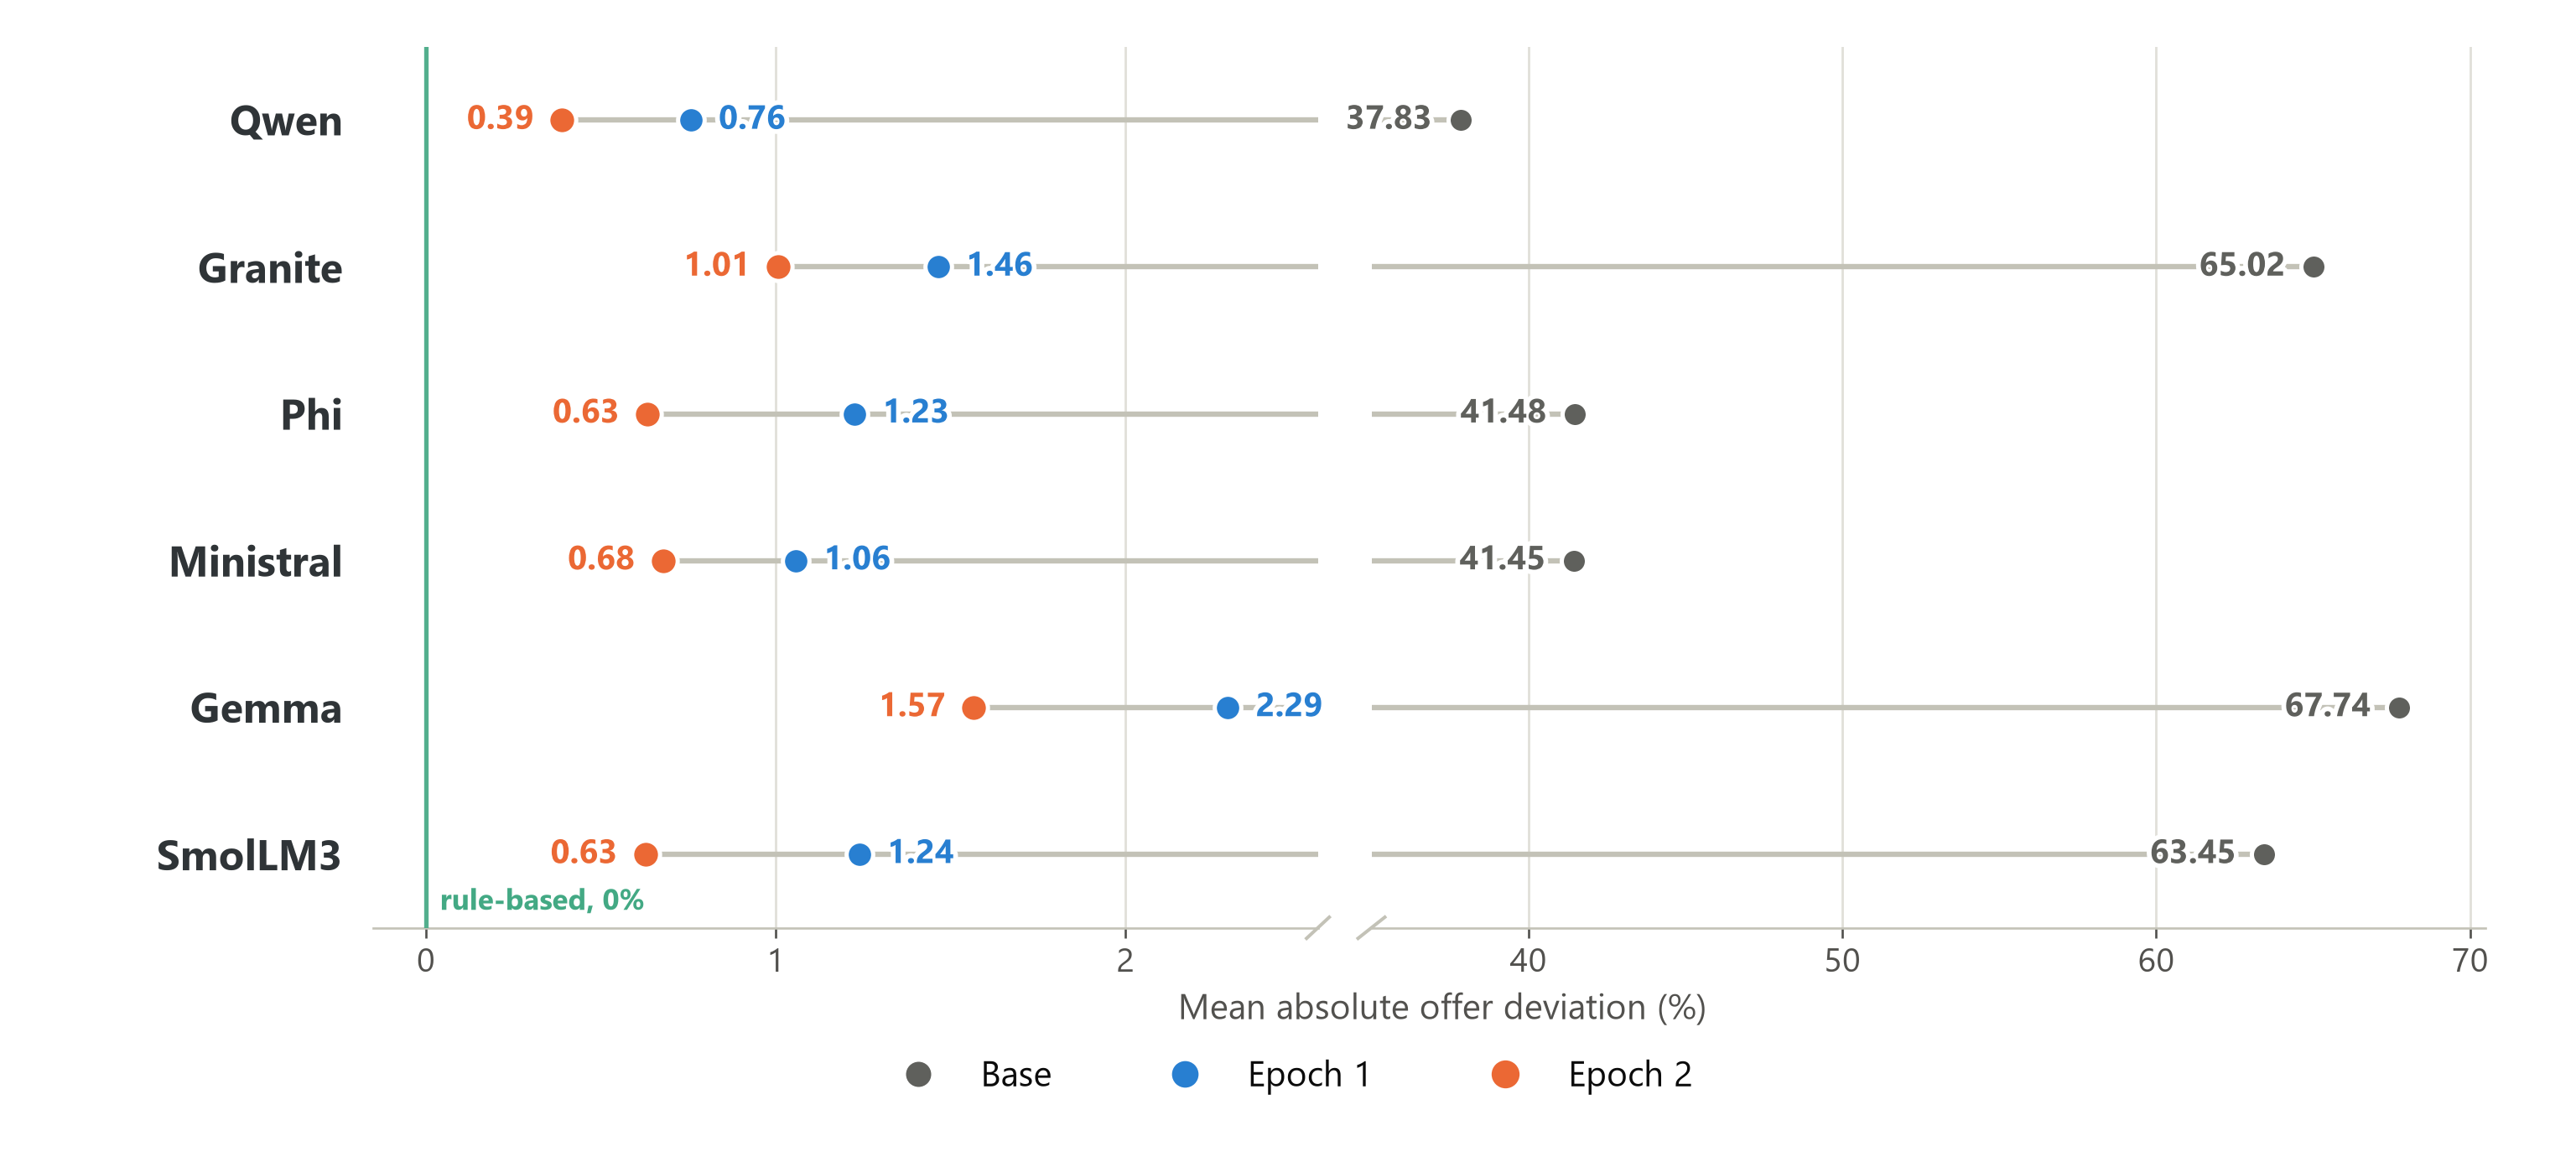 Qwen 0.39 0.76 37.83
Granite 1.01 1.46 65.02
Phi 0.63 1.23 41.48
Ministral 0.68 1.06 41.45
Gemma 1.57 2.29 67.74
SmolLM3 0.63 1.24 63.45
rule-based, 0%
0 1 2 40 50 60 70
Mean absolute offer deviation (%)
Base Epoch 1 Epoch 2